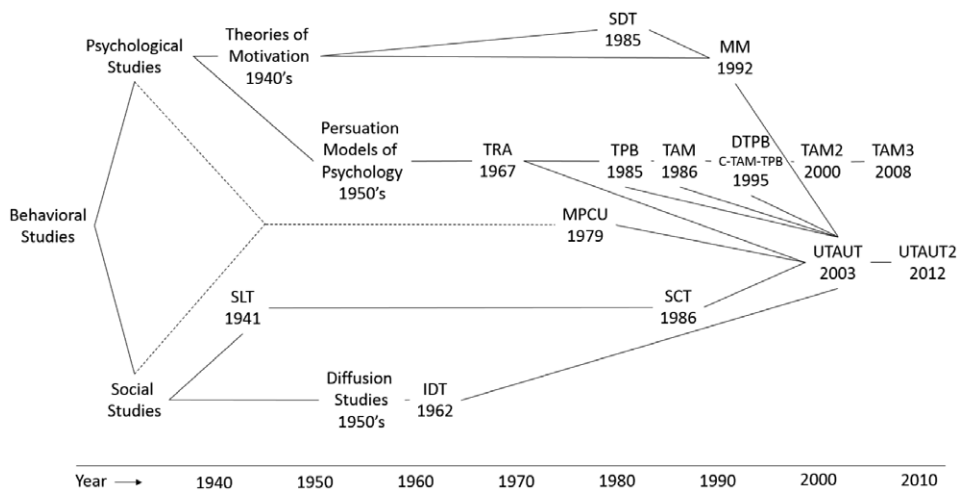 SDT
1985
Theories of
Motivation
1940's
Psychological
Studies
MM
1992
Persuation
Models of
Psychology
1950's
TRA
1967
TPB
1985
TAM
1986
DTPB
C-TAM-TPB
1995
TAM2
2000
TAM3
2008
Behavioral
Studies
MPCU
1979
UTAUT
2003
UTAUT2
2012
SLT
1941
SCT
1986
Social
Studies
Diffusion
Studies
1950's
IDT
1962
Year 1940 1950 1960 1970 1980 1990 2000 2010